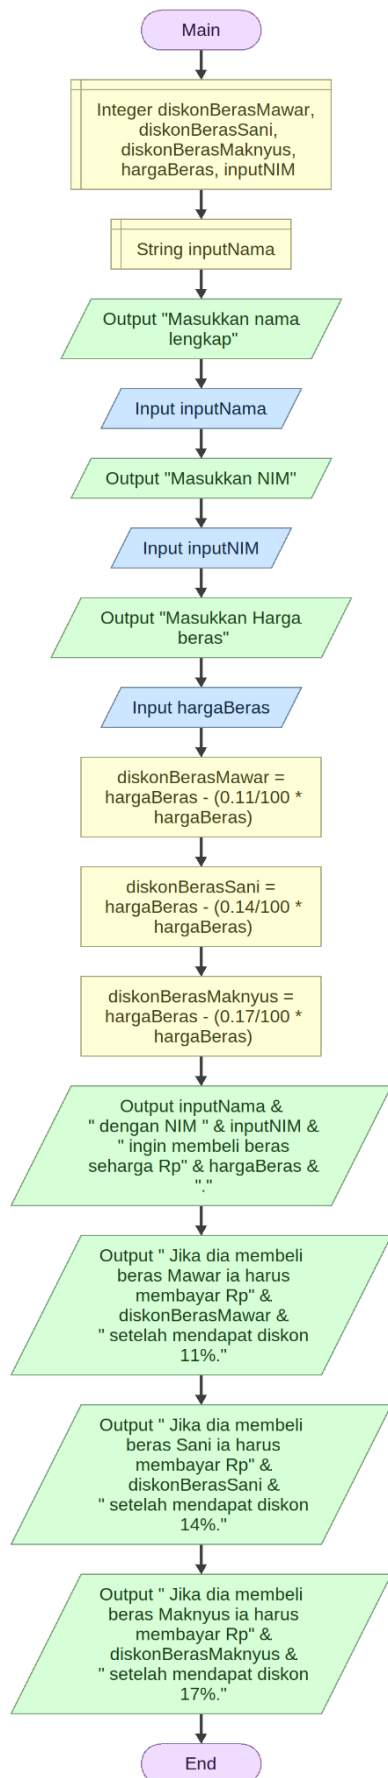 Main
Integer diskonBerasMawar,
diskonBerasSani,
diskonBerasMaknyus,
hargaBeras, inputNIM
String inputNama
Output "Masukkan nama
lengkap"
Input inputNama
Output "Masukkan NIM"
Input inputNIM
Output "Masukkan Harga
beras"
Input hargaBeras
diskonBerasMawar =
hargaBeras - (0.11/100 *
hargaBeras)
diskonBerasSani =
hargaBeras - (0.14/100 *
hargaBeras)
diskonBerasMaknyus =
hargaBeras - (0.17/100 *
hargaBeras)
Output inputNama &
" dengan NIM " & inputNIM &
" ingin membeli beras
seharga Rp" & hargaBeras &
"."
Output " Jika dia membeli
beras Mawar ia harus
membayar Rp" &
diskonBerasMawar &
" setelah mendapat diskon
11%."
Output " Jika dia membeli
beras Sani ia harus
membayar Rp" &
diskonBerasSani &
" setelah mendapat diskon
14%."
Output " Jika dia membeli
beras Maknyus ia harus
membayar Rp" &
diskonBerasMaknyus &
" setelah mendapat diskon
17%."
End